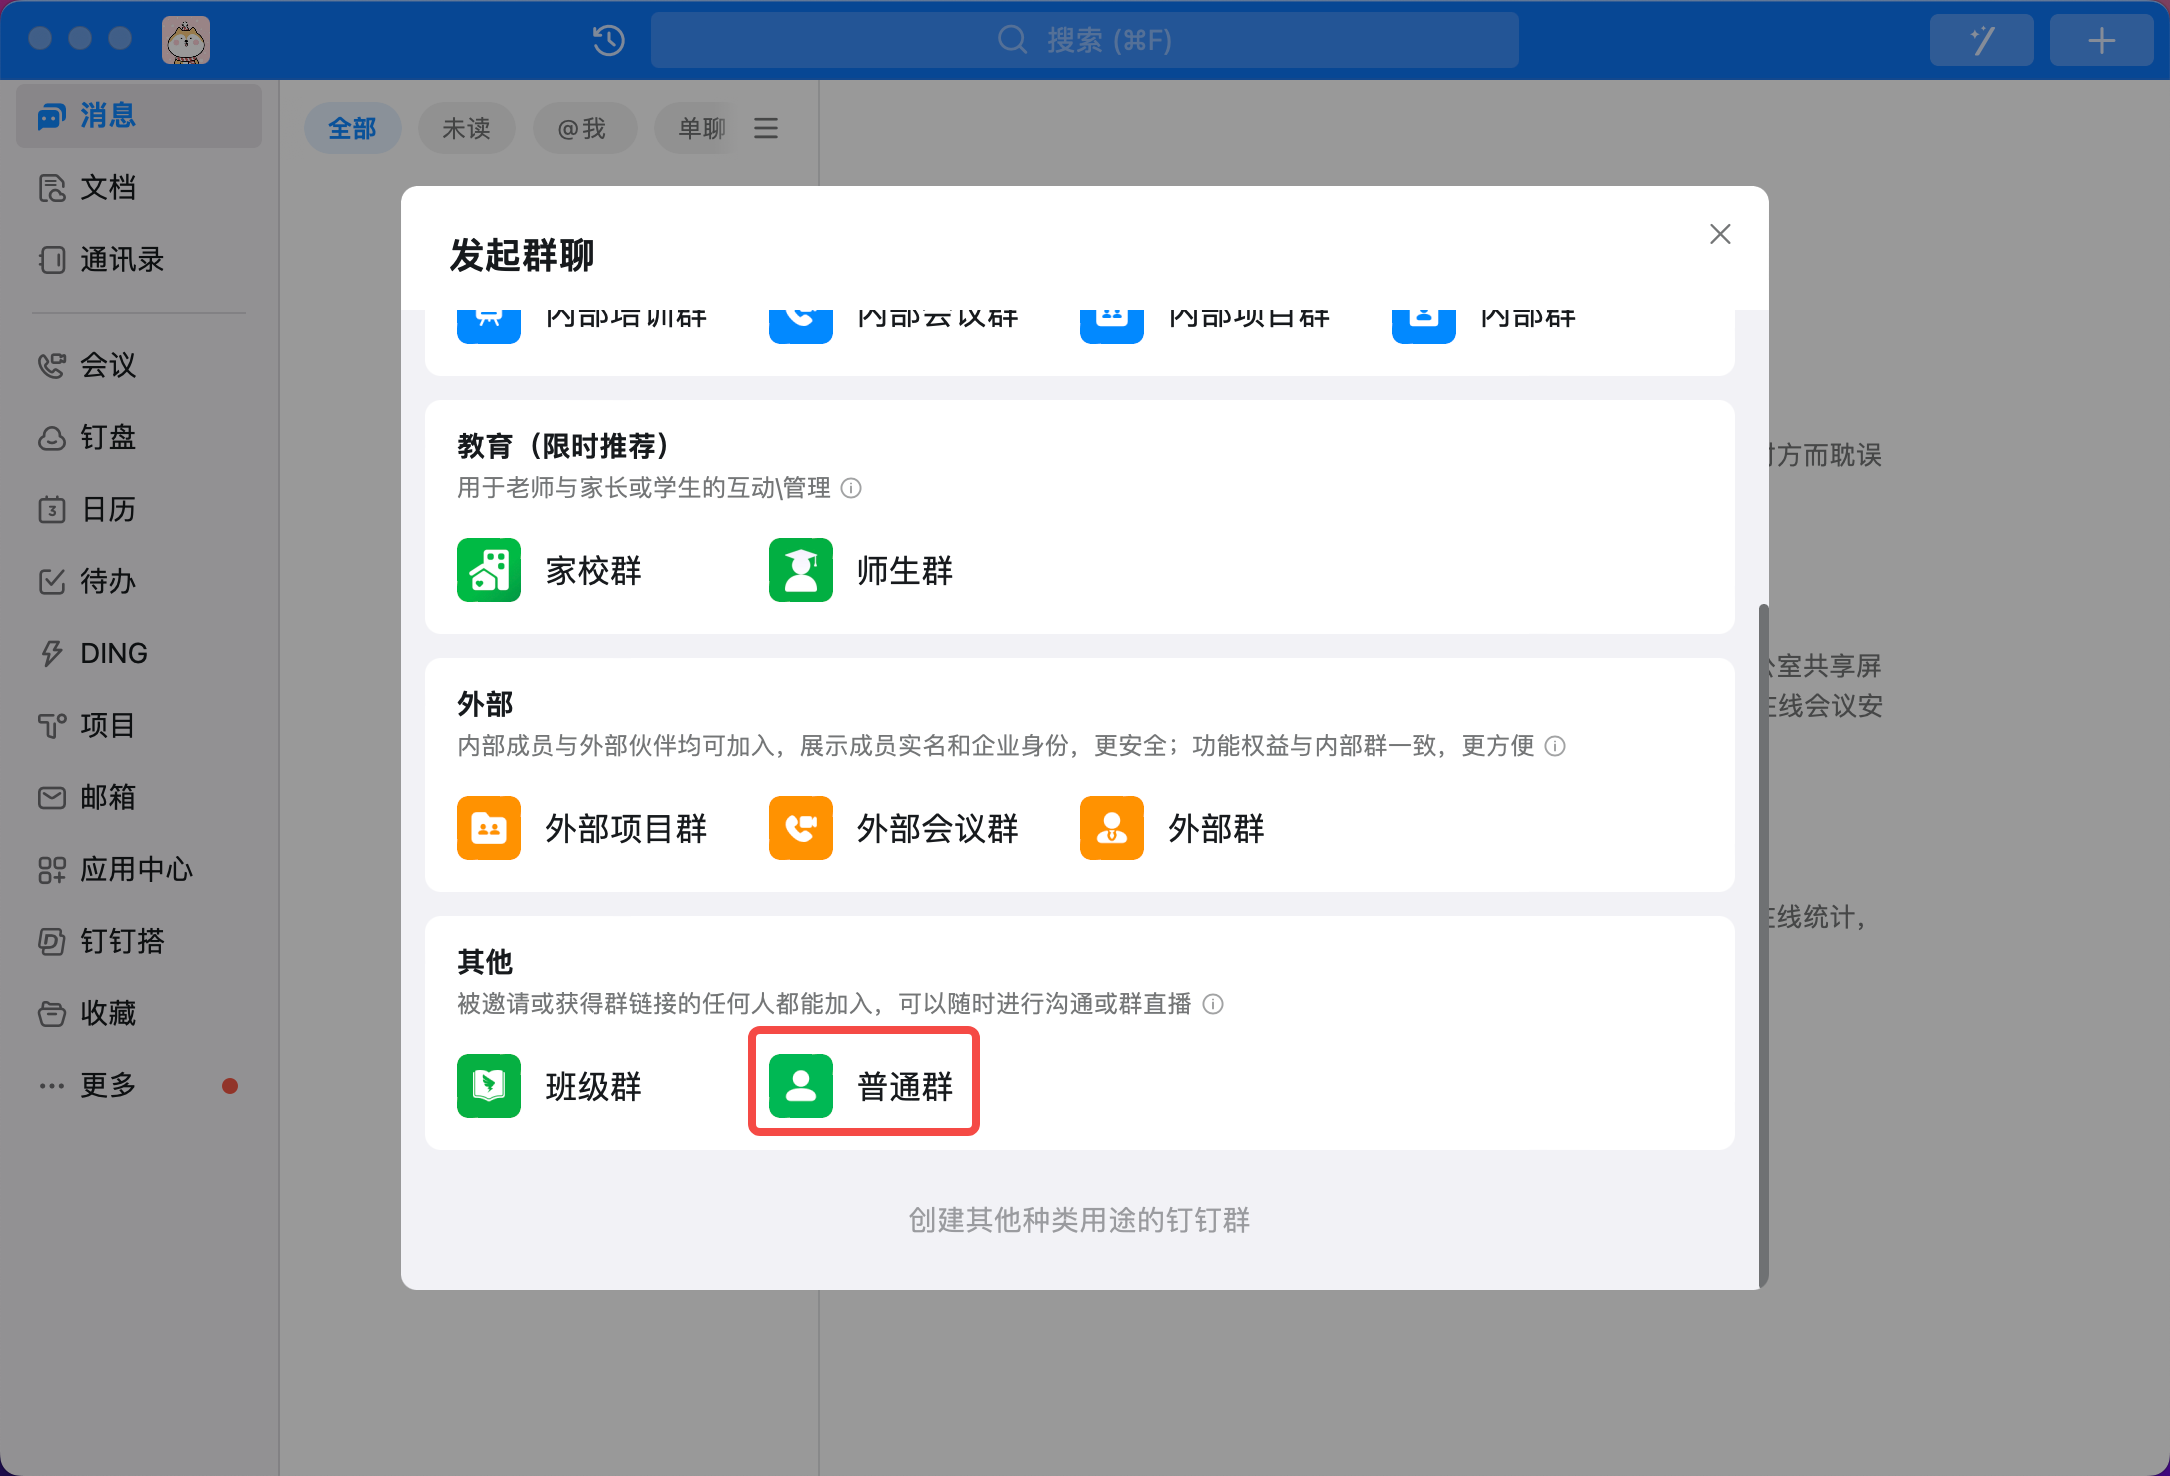 搜索 (⌘F)
消息
文档
通讯录
会议
钉盘
日历
3
待办
DING
项目
邮箱
应用中心
钉钉搭
收藏
更多
全部
未读
@我
单聊
发起群聊
内部培训群
内部会议群
内部项目群
内部群
教育（限时推荐）
用于老师与家长或学生的互动\管理
家校群
师生群
外部
内部成员与外部伙伴均可加入，展示成员实名和企业身份，更安全；功能权益与内部群一致，更方便
外部项目群
外部会议群
外部群
其他
被邀请或获得群链接的任何人都能加入，可以随时进行沟通或群直播
班级群
普通群
创建其他种类用途的钉钉群
方而耽误
室共享屏
线会议安
线统计，